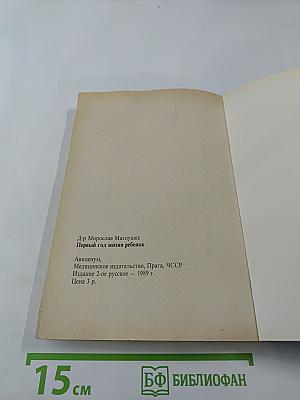 Д-р Мирослав Матоушек
Первый год жизни ребенка
Авиценум,
Медицинское издательство, Прага, ЧССР
Издание 2-ое русское — 1989 г.
Цена 3 р.
15 см
БФ БИБЛИОФАН